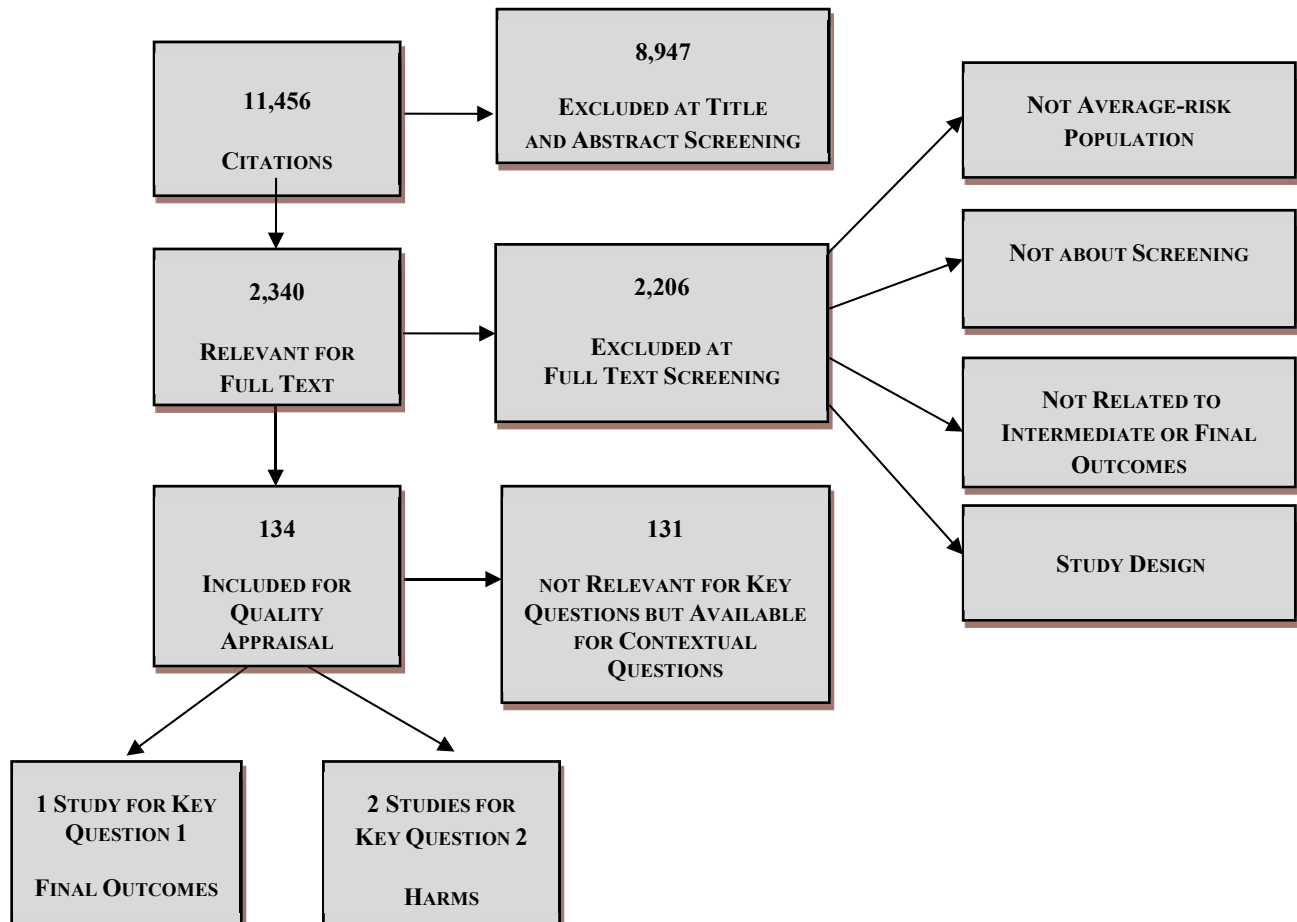 11,456
CITATIONS
8,947
EXCLUDED AT TITLE
AND ABSTRACT SCREENING
NOT AVERAGE-RISK
POPULATION
2,340
RELEVANT FOR
FULL TEXT
2,206
EXCLUDED AT
FULL TEXT SCREENING
NOT ABOUT SCREENING
NOT RELATED TO
INTERMEDIATE OR FINAL
OUTCOMES
STUDY DESIGN
134
INCLUDED FOR
QUALITY
APPRAISAL
131
NOT RELEVANT FOR KEY
QUESTIONS BUT AVAILABLE
FOR CONTEXTUAL
QUESTIONS
1 STUDY FOR KEY
QUESTION 1
FINAL OUTCOMES
2 STUDIES FOR
KEY QUESTION 2
HARMS